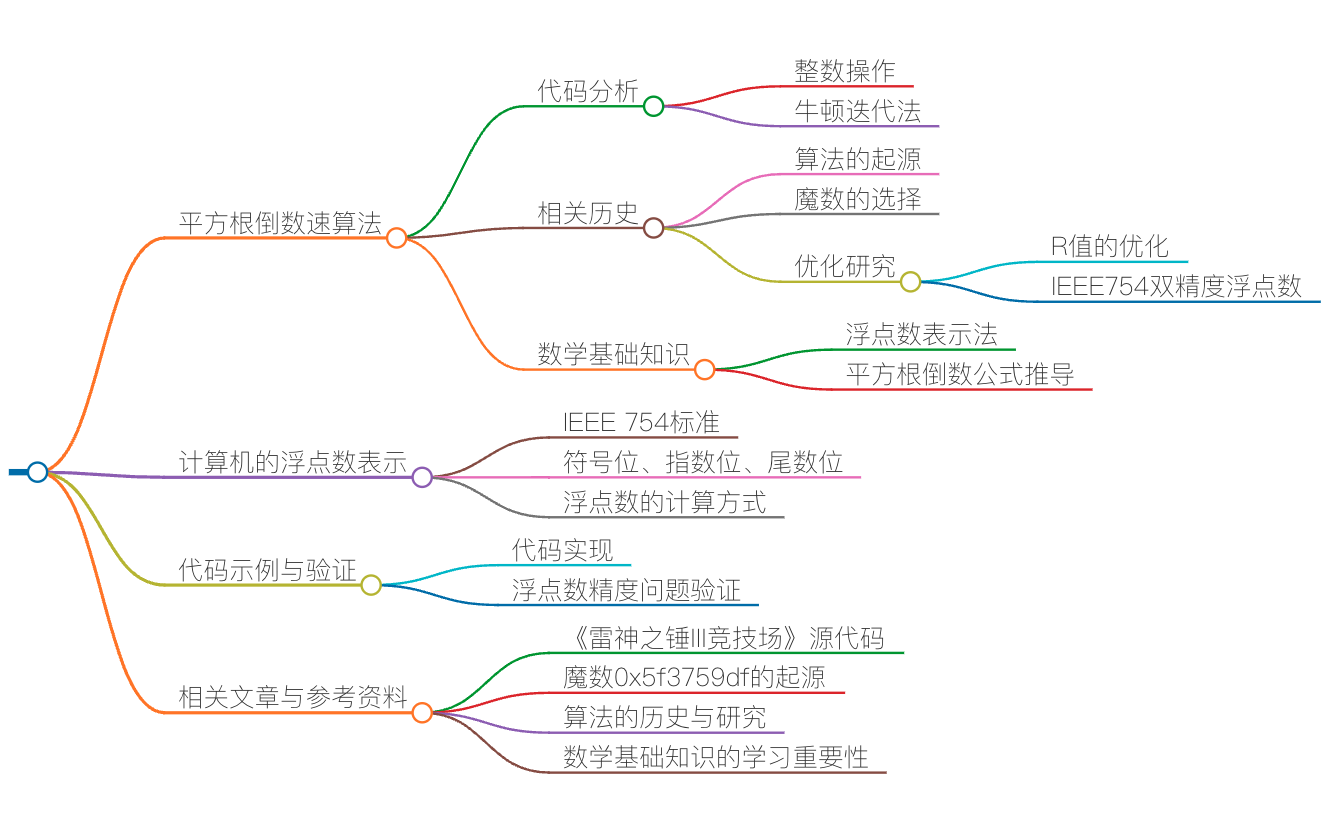 平方根倒数速算法
代码分析
整数操作
牛顿迭代法
相关历史
算法的起源
魔数的选择
优化研究
R值的优化
IEEE754双精度浮点数
数学基础知识
浮点数表示法
平方根倒数公式推导
计算机的浮点数表示
IEEE 754标准
符号位、指数位、尾数位
浮点数的计算方式
代码示例与验证
代码实现
浮点数精度问题验证
相关文章与参考资料
《雷神之锤III竞技场》源代码
魔数0x5f3759df的起源
算法的历史与研究
数学基础知识的学习重要性